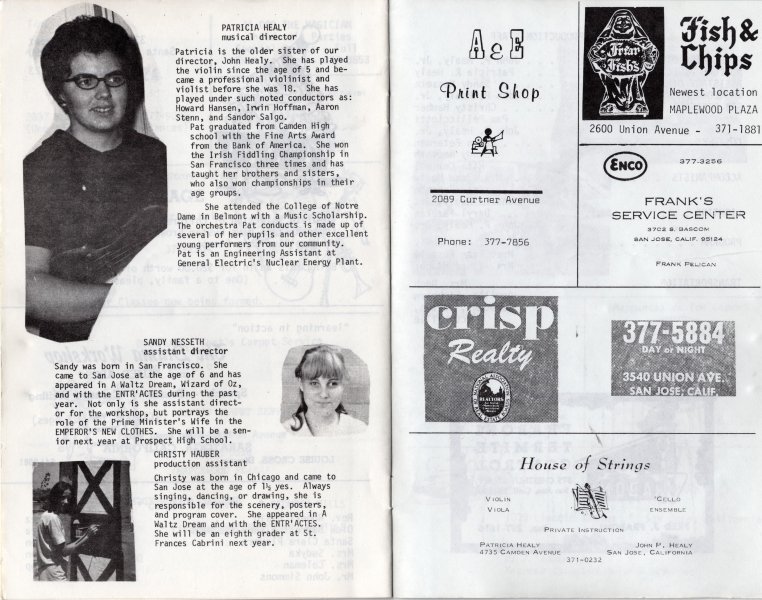 PATRICIA HEALY
musical director
Patricia is the older sister of our
director, John Healy. She has played
the violin since the age of 5 and be-
came a professional violinist and
violist before she was 18. She has
played under such noted conductors as:
Howard Hansen, Irwin Hoffman, Aaron
Stenn, and Sandor Salgo.
Pat graduated from Camden High
school with the Fine Arts Award
from the Bank of America. She won
the Irish Fiddling Championship in
San Francisco three times and has
taught her brothers and sisters,
who also won championships in their
age groups.
She attended the College of Notre
Dame in Belmont with a Music Scholarship.
The orchestra Pat conducts is made up of
several of her pupils and other excellent
young performers from our community.
Pat is an Engineering Assistant at
General Electric's Nuclear Energy Plant.
SANDY NESSETH
assistant director
Sandy was born in San Francisco. She
came to San Jose at the age of 6 and has
appeared in A Waltz Dream, Wizard of Oz,
and with the ENTR'ACTES during the past
year. Not only is she assistant direct-
or for the workshop, but portrays the
role of the Prime Minister's Wife in the
EMPEROR'S NEW CLOTHES. She will be a sen-
ior next year at Prospect High School.
CHRISTY HAUBER
production assistant
Christy was born in Chicago and came to
San Jose at the age of 1½ yes. Always
singing, dancing, or drawing, she is
responsible for the scenery, posters,
and program cover. She appeared in A
Waltz Dream and with the ENTR'ACTES.
She will be an eighth grader at St.
Frances Cabrini next year.
A & E
Print Shop
2089 Curtner Avenue
Phone: 377-7856
Friar
Fish's
Fish &
Chips
Newest location
MAPLEWOOD PLAZA
2600 Union Avenue - 371-1881
ENCO
377-3256
FRANK'S
SERVICE CENTER
3702 S. BASCOM
SAN JOSE, CALIF. 95124
FRANK PELICAN
crisp
Realty
REALTORS
377-5884
DAY or NIGHT
3540 UNION AVE.
SAN JOSE, CALIF.
House of Strings
VIOLIN
VIOLA
'CELLO
ENSEMBLE
PRIVATE INSTRUCTION
PATRICIA HEALY
4735 CAMDEN AVENUE
JOHN P. HEALY
SAN JOSE, CALIFORNIA
371-0232